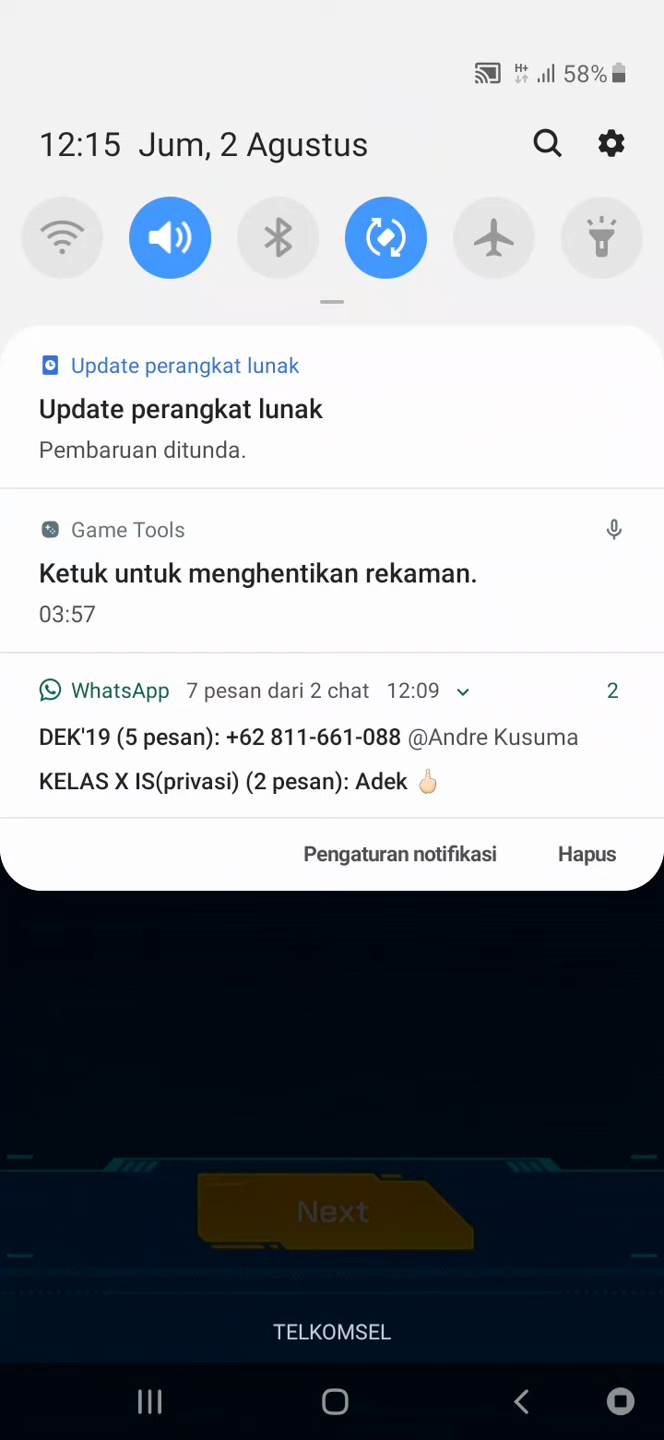 H+ 58%
12:15 Jum, 2 Agustus
Update perangkat lunak
Update perangkat lunak
Pembaruan ditunda.
Game Tools
Ketuk untuk menghentikan rekaman.
03:57
WhatsApp 7 pesan dari 2 chat 12:09 2
DEK'19 (5 pesan): +62 811-661-088 @Andre Kusuma
KELAS X IS(privasi) (2 pesan): Adek 🖕🏻
Pengaturan notifikasi Hapus
Next
TELKOMSEL